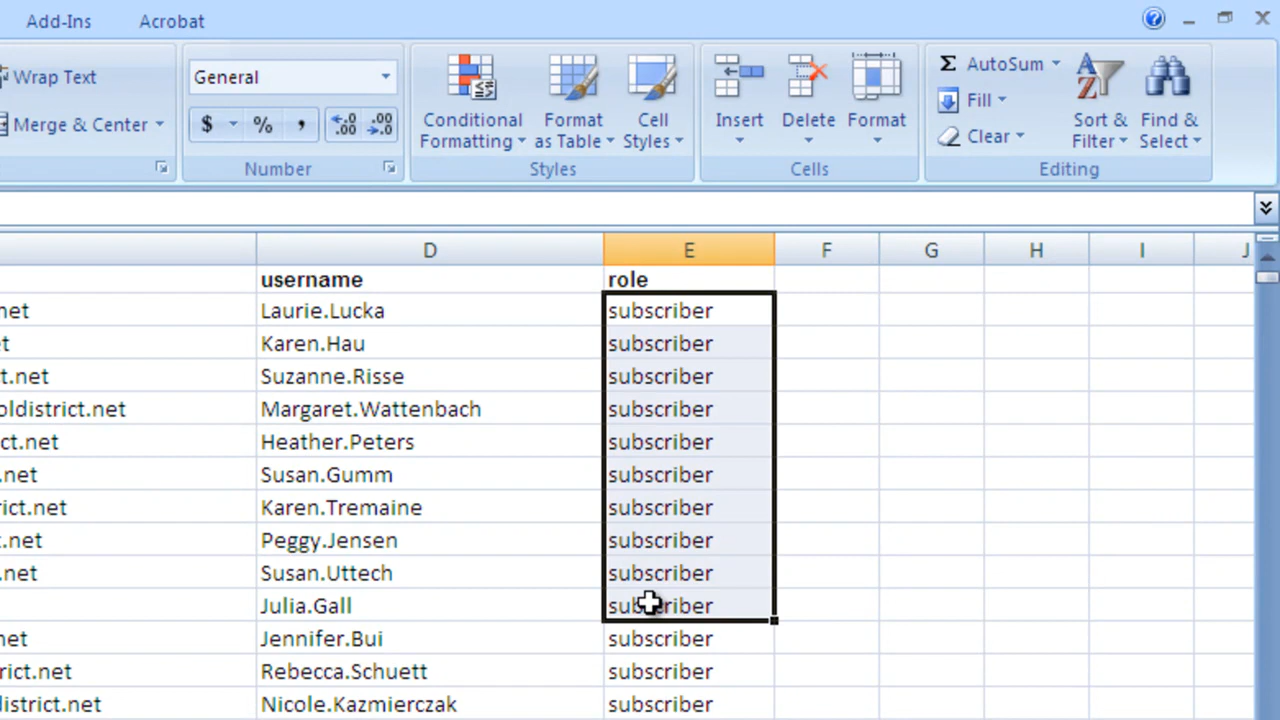 Add-Ins Acrobat
Wrap Text General AutoSum
Fill
Merge & Center $ % , .00 .00 Conditional Formatting Format as Table Cell Styles Insert Delete Format Clear Sort & Filter Find & Select
Number Styles Cells Editing
D E F G H I J
username role
net Laurie.Lucka subscriber
t Karen.Hau subscriber
t.net Suzanne.Risse subscriber
oldistrict.net Margaret.Wattenbach subscriber
ct.net Heather.Peters subscriber
.net Susan.Gumm subscriber
rict.net Karen.Tremaine subscriber
.net Peggy.Jensen subscriber
.net Susan.Uttech subscriber
Julia.Gall subscriber
net Jennifer.Bui subscriber
rict.net Rebecca.Schuett subscriber
district.net Nicole.Kazmierczak subscriber